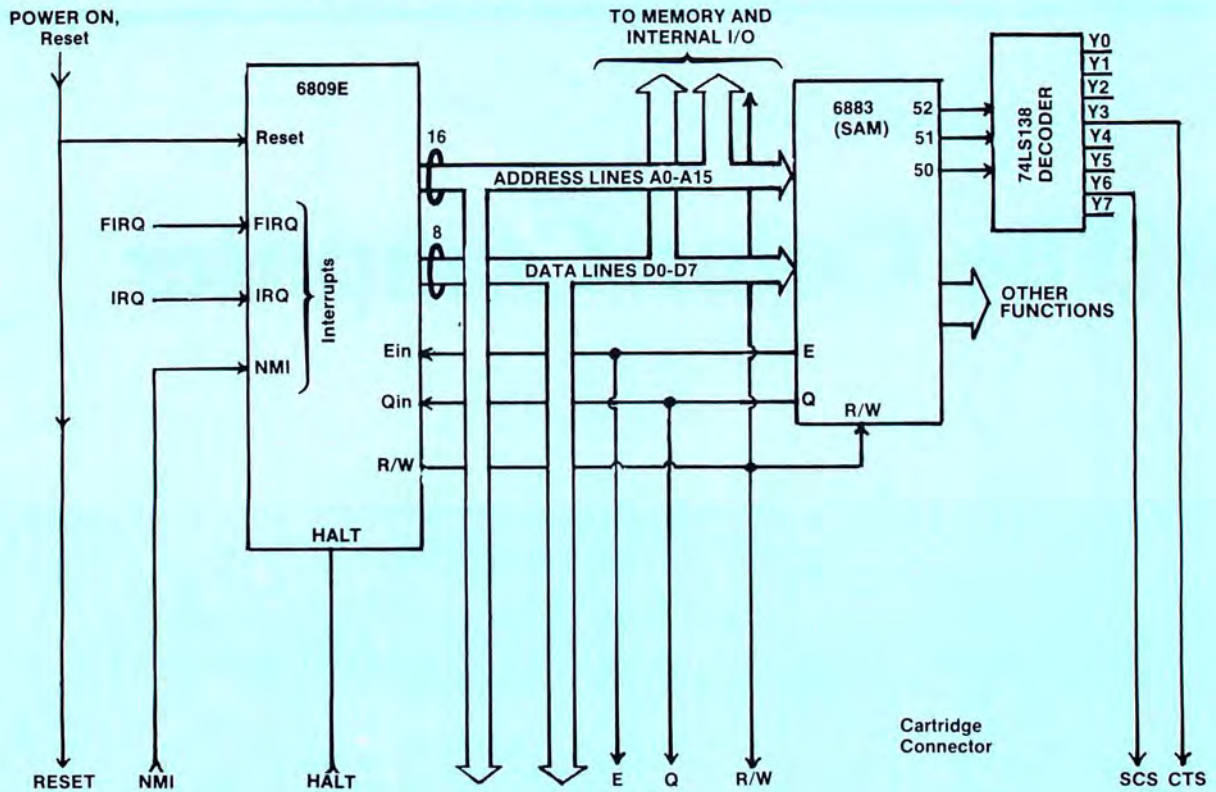 POWER ON,
Reset
TO MEMORY AND
INTERNAL I/O
6809E
Reset
FIRQ
FIRQ
IRQ
IRQ
Interrupts
NMI
16
ADDRESS LINES A0-A15
8
DATA LINES D0-D7
Ein
Qin
R/W
HALT
6883
(SAM)
52
51
50
E
Q
R/W
74LS138
DECODER
Y0
Y1
Y2
Y3
Y4
Y5
Y6
Y7
OTHER
FUNCTIONS
Cartridge
Connector
RESET
NMI
HALT
E
Q
R/W
SCS
CTS